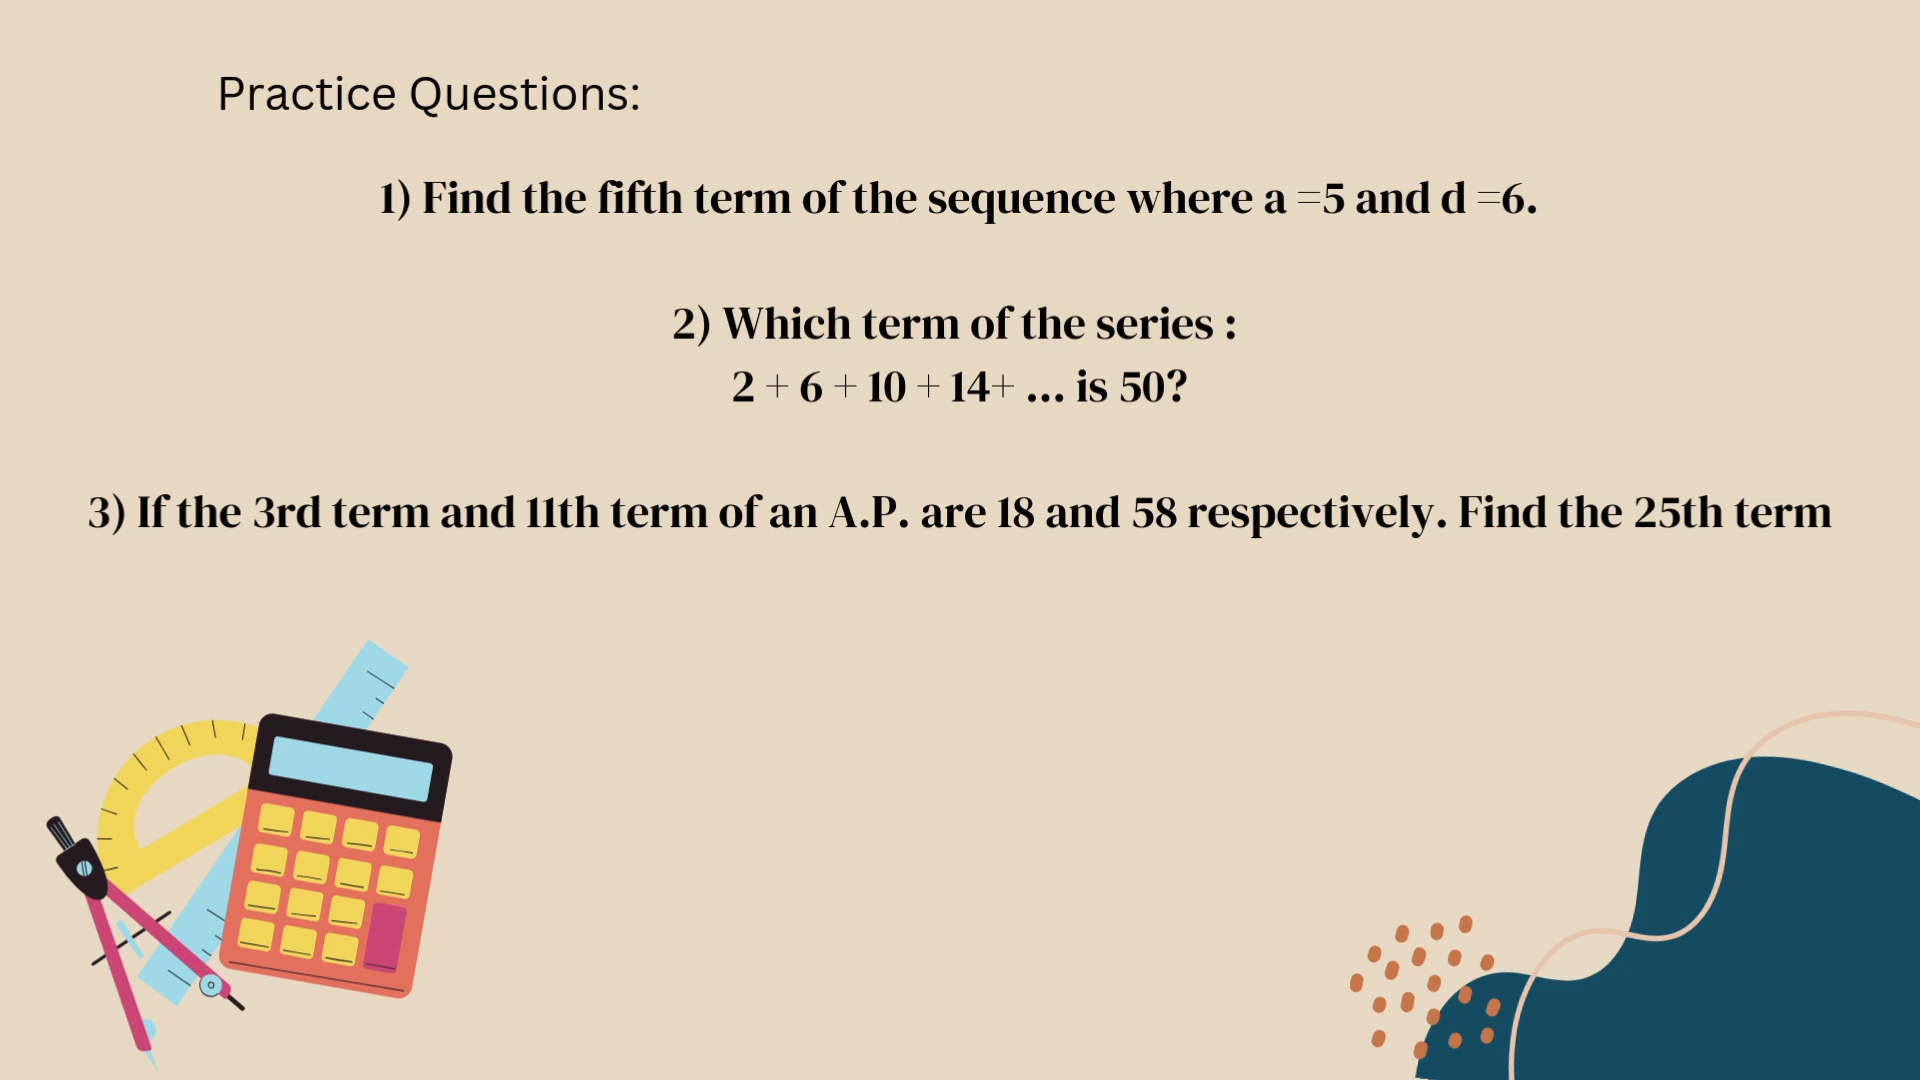 Practice Questions:
1) Find the fifth term of the sequence where a =5 and d =6.
2) Which term of the series :
2 + 6 + 10 + 14+ ... is 50?
3) If the 3rd term and 11th term of an A.P. are 18 and 58 respectively. Find the 25th term